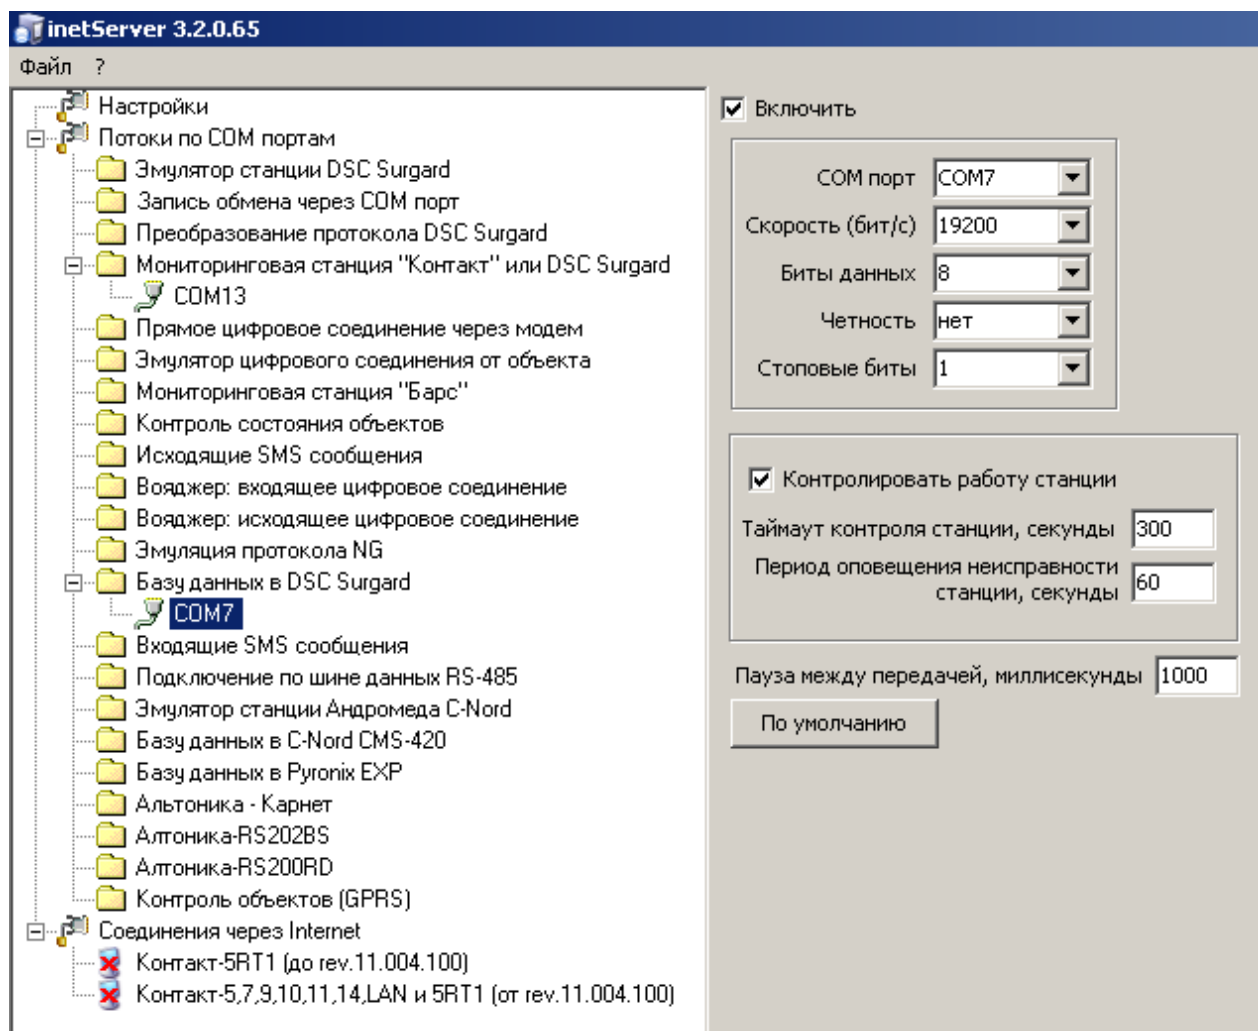 inetServer 3.2.0.65
Файл ?
Настройки
Потоки по COM портам
Эмулятор станции DSC Surgard
Запись обмена через COM порт
Преобразование протокола DSC Surgard
Мониторинговая станция "Контакт" или DSC Surgard
COM13
Прямое цифровое соединение через модем
Эмулятор цифрового соединения от объекта
Мониторинговая станция "Барс"
Контроль состояния объектов
Исходящие SMS сообщения
Вояджер: входящее цифровое соединение
Вояджер: исходящее цифровое соединение
Эмуляция протокола NG
Базу данных в DSC Surgard
COM7
Входящие SMS сообщения
Подключение по шине данных RS-485
Эмулятор станции Андромеда C-Nord
Базу данных в C-Nord CMS-420
Базу данных в Pyronix EXP
Альтоника - Карнет
Алтоника-RS202BS
Алтоника-RS200RD
Контроль объектов (GPRS)
Соединения через Internet
Контакт-5RT1 (до rev.11.004.100)
Контакт-5,7,9,10,11,14,LAN и 5RT1 (от rev.11.004.100)
Включить
COM порт COM7
Скорость (бит/с) 19200
Биты данных 8
Четность нет
Стоповые биты 1
Контролировать работу станции
Таймаут контроля станции, секунды 300
Период оповещения неисправности
станции, секунды 60
Пауза между передачей, миллисекунды 1000
По умолчанию